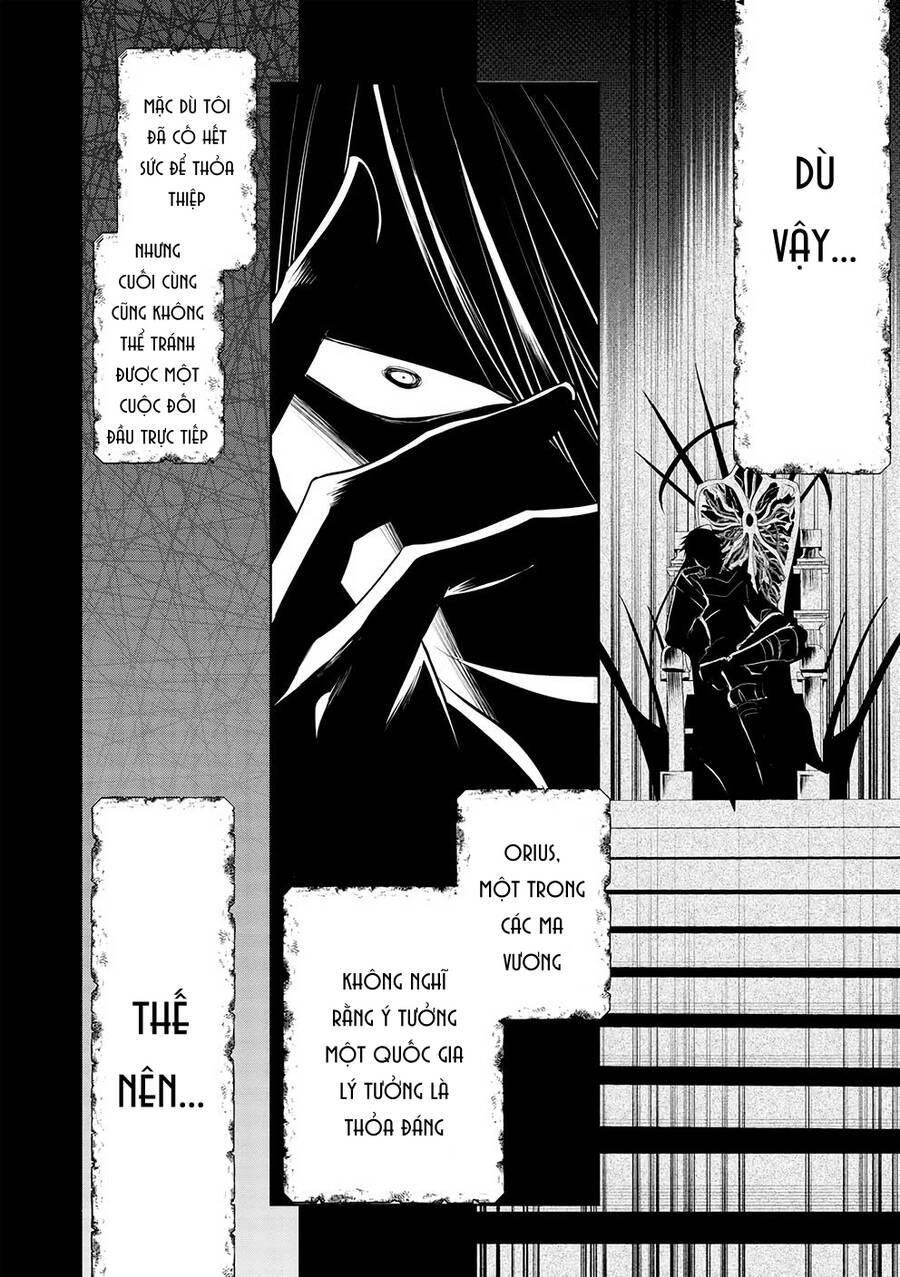 DÙ
VẬY...
ORIUS,
MỘT TRONG
CÁC MA
VƯƠNG
KHÔNG NGHĨ
RẰNG Ý TƯỞNG
MỘT QUỐC GIA
LÝ TƯỞNG LÀ
THỎA ĐÁNG
MẶC DÙ TÔI
ĐÃ CỐ HẾT
SỨC ĐỂ THỎA
THIỆP
NHƯNG
CUỐI CÙNG
CŨNG KHÔNG
THỂ TRÁNH
ĐƯỢC MỘT
CUỘC ĐỐI
ĐẦU TRỰC TIẾP
THẾ
NÊN...